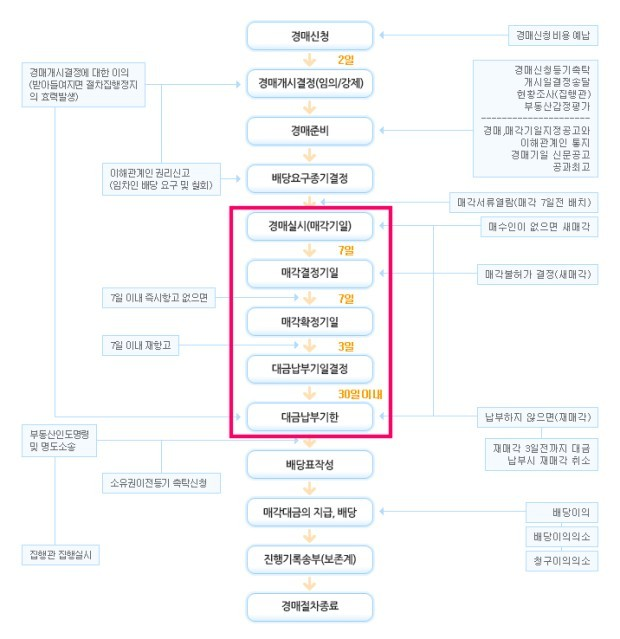 경매신청
경매신청비용 예납
2일
경매개시결정에 대한 이의
(받아들여지면 절차집행정지
의 효력발생)
경매개시결정(임의/강제)
경매신청등기촉탁
개시일결정송달
현황조사(집행관)
부동산감정평가
경매준비
경매,매각기일지정공고와
이해관계인 통지
경매기일 신문공고
공과최고
이해관계인 권리신고
(임차인 배당 요구 및 철회)
배당요구종기결정
매각서류열람(매각 7일전 배치)
경매실시(매각기일)
매수인이 없으면 새매각
7일
매각결정기일
매각불허가 결정(새매각)
7일 이내 즉시항고 없으면
7일
매각확정기일
7일 이내 재항고
3일
대금납부기일결정
30일이내
대금납부기한
납부하지 않으면(재매각)
부동산인도명령
및 명도소송
재매각 3일전까지 대금
납부시 재매각 취소
배당표작성
소유권이전등기 촉탁신청
매각대금의 지급, 배당
배당이의
배당이의의소
집행관 집행실시
진행기록송부(보존계)
청구이의의소
경매절차종료